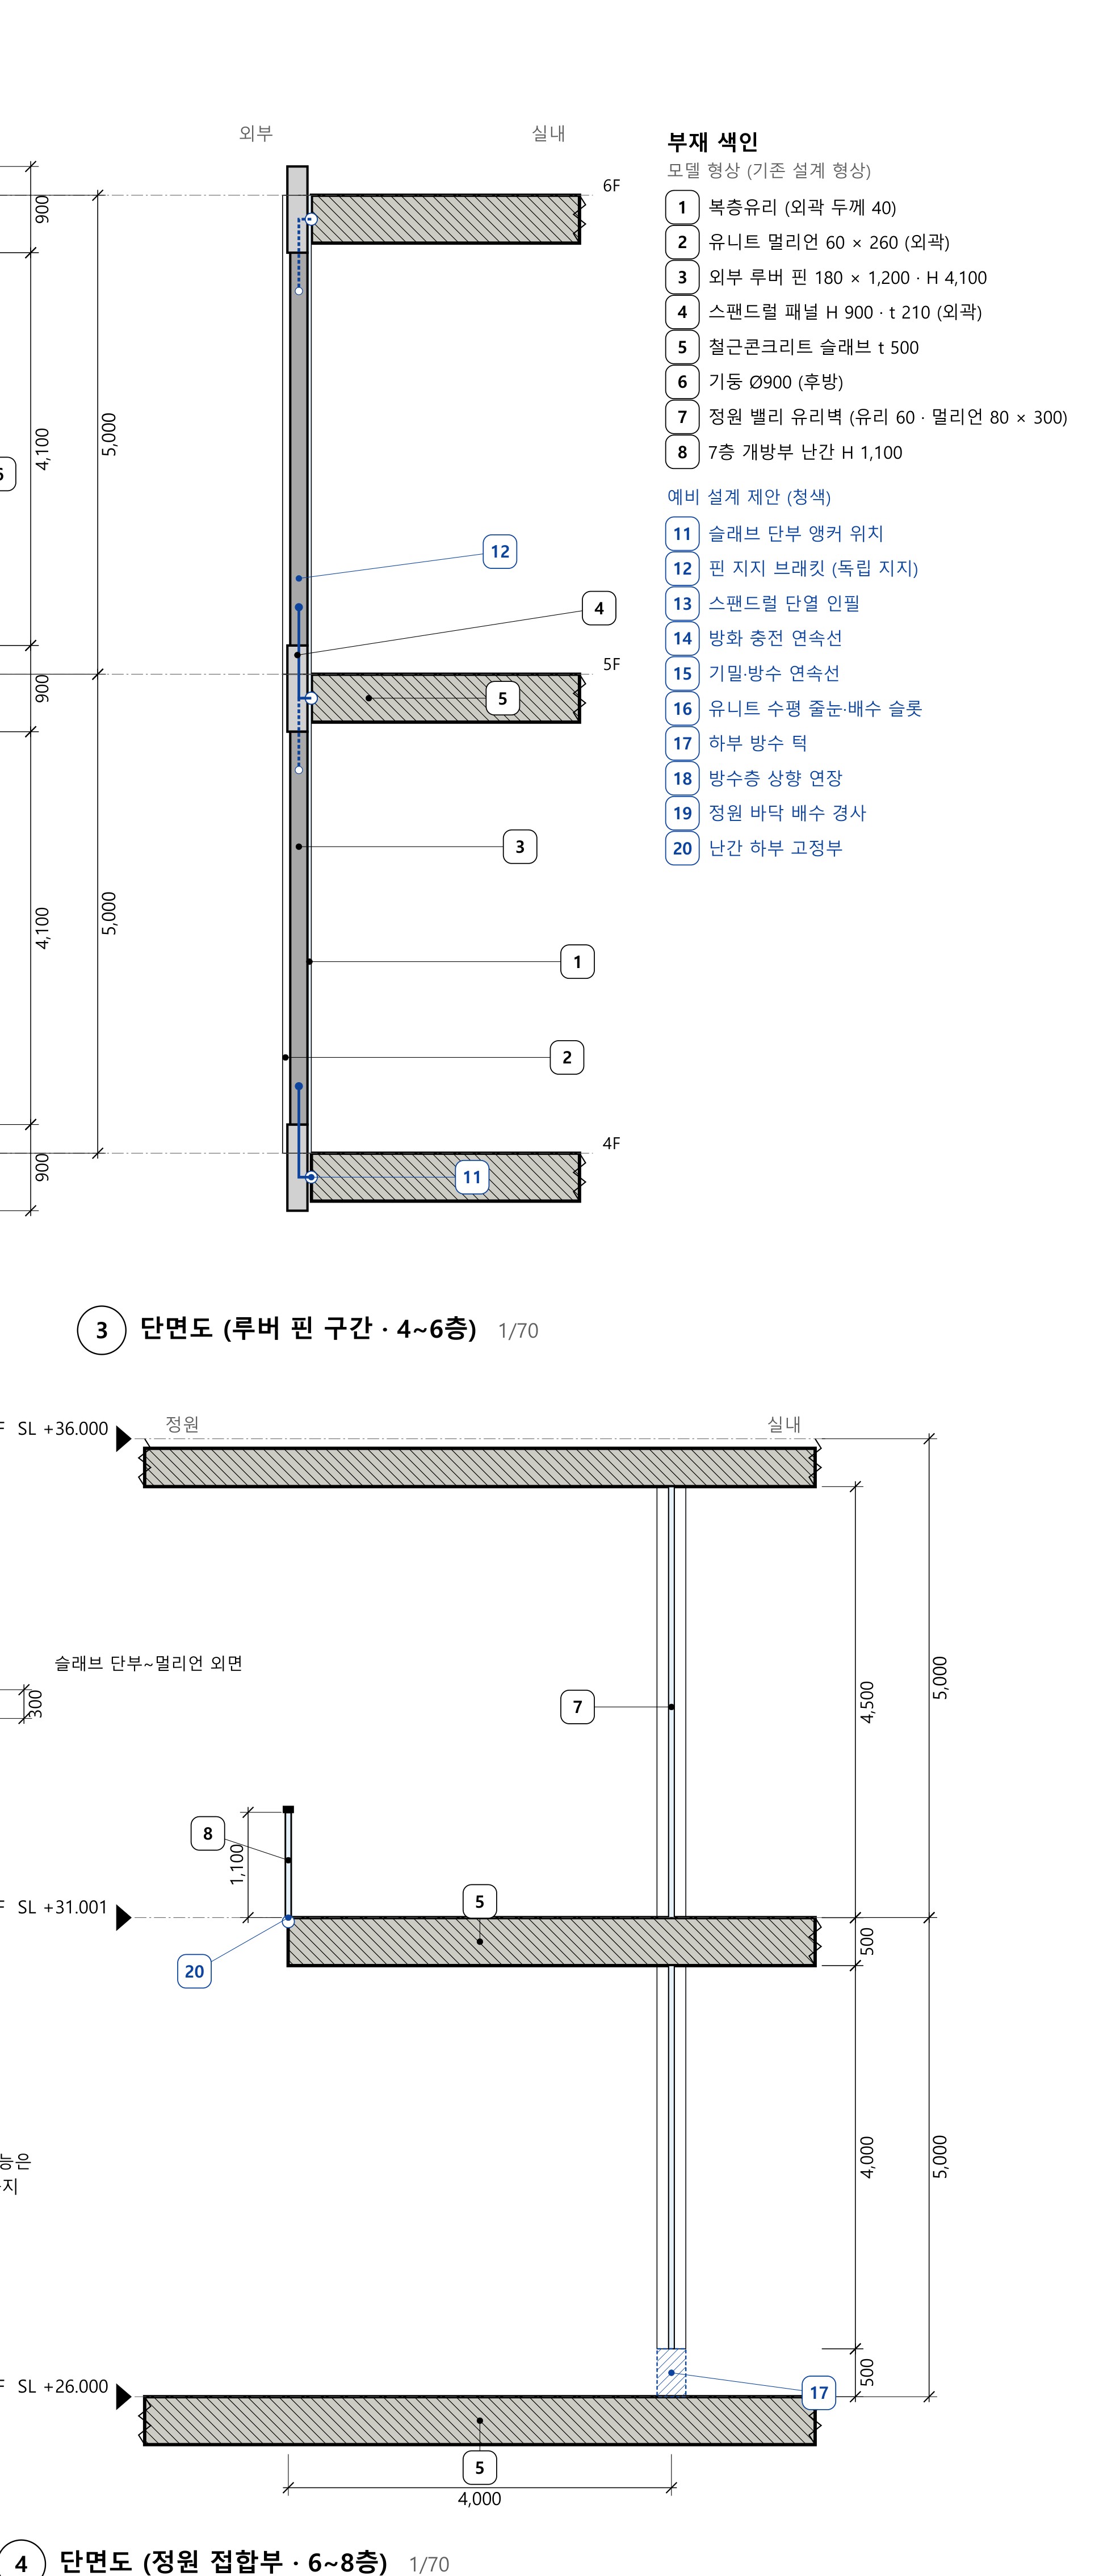 외부
실내
부재 색인
모델 형상 (기존 설계 형상)
1 복층유리 (외곽 두께 40)
2 유니트 멀리언 60 × 260 (외곽)
3 외부 루버 핀 180 × 1,200 · H 4,100
4 스팬드럴 패널 H 900 · t 210 (외곽)
5 철근콘크리트 슬래브 t 500
6 기둥 Ø900 (후방)
7 정원 밸리 유리벽 (유리 60 · 멀리언 80 × 300)
8 7층 개방부 난간 H 1,100
예비 설계 제안 (청색)
11 슬래브 단부 앵커 위치
12 핀 지지 브래킷 (독립 지지)
13 스팬드럴 단열 인필
14 방화 충전 연속선
15 기밀·방수 연속선
16 유니트 수평 줄눈·배수 슬롯
17 하부 방수 턱
18 방수층 상향 연장
19 정원 바닥 배수 경사
20 난간 하부 고정부
6F
900
4,100
5,000
12
4
5F
900
5
3
4,100
5,000
1
2
4F
900
11
3 단면도 (루버 핀 구간 · 4~6층) 1/70
F SL +36.000
정원
실내
슬래브 단부~멀리언 외면
300
7
4,500
5,000
8
1,100
5
F SL +31.001
500
20
능은
지
4,000
5,000
500
F SL +26.000
17
5
4,000
4 단면도 (정원 접합부 · 6~8층) 1/70